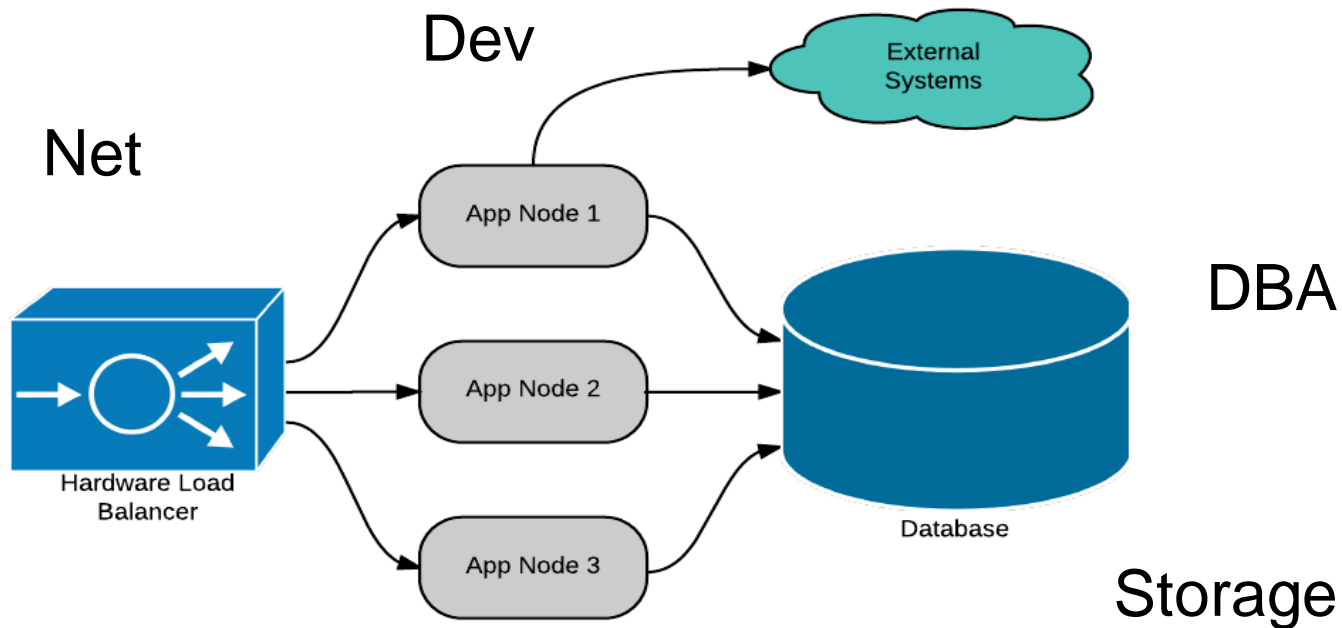 Dev
External
Systems
Net
App Node 1
DBA
App Node 2
Hardware Load
Balancer
Database
App Node 3
Storage